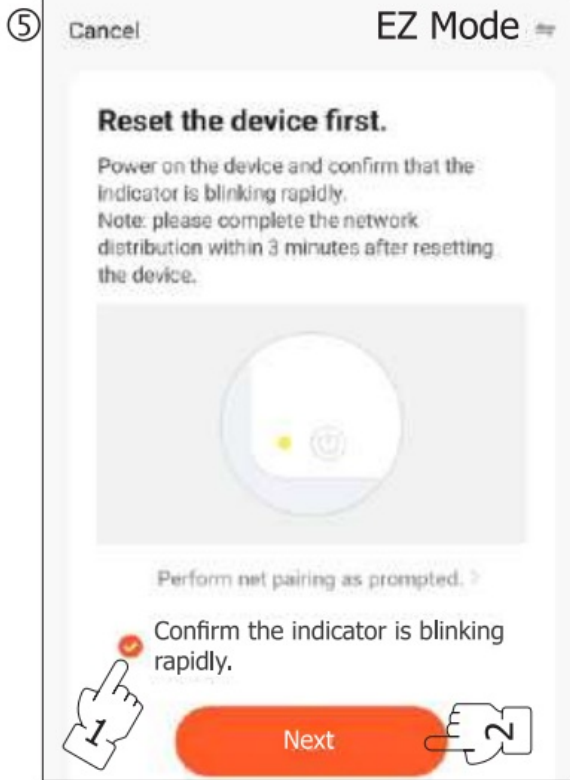 ⑤
Cancel
EZ Mode ⇋
Reset the device first.
Power on the device and confirm that the
indicator is blinking rapidly.
Note: please complete the network
distribution within 3 minutes after resetting
the device.
Perform net pairing as prompted. >
Confirm the indicator is blinking
rapidly.
1
Next
2